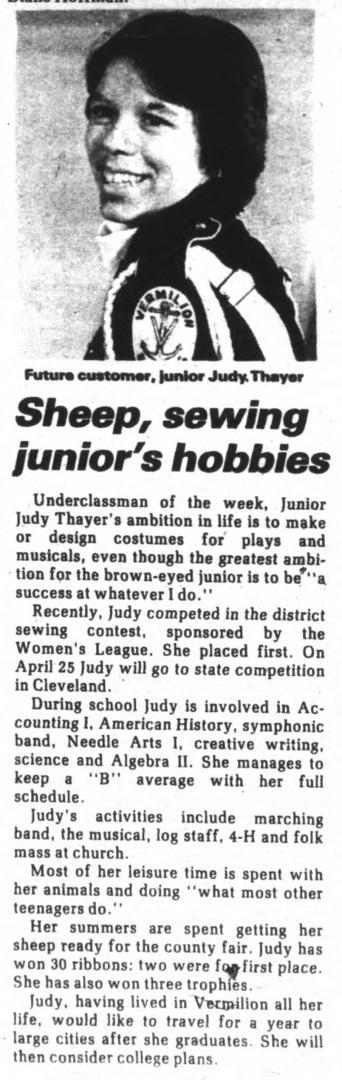 Diane Hoffman.
VERMILION
Future customer, junior Judy Thayer
Sheep, sewing
junior's hobbies
Underclassman of the week, Junior
Judy Thayer's ambition in life is to make
or design costumes for plays and
musicals, even though the greatest ambi-
tion for the brown-eyed junior is to be "a
success at whatever I do."
Recently, Judy competed in the district
sewing contest, sponsored by the
Women's League. She placed first. On
April 25 Judy will go to state competition
in Cleveland.
During school Judy is involved in Ac-
counting I, American History, symphonic
band, Needle Arts I, creative writing,
science and Algebra II. She manages to
keep a "B" average with her full
schedule.
Judy's activities include marching
band, the musical, log staff, 4-H and folk
mass at church.
Most of her leisure time is spent with
her animals and doing "what most other
teenagers do."
Her summers are spent getting her
sheep ready for the county fair. Judy has
won 30 ribbons: two were for first place.
She has also won three trophies.
Judy, having lived in Vermilion all her
life, would like to travel for a year to
large cities after she graduates. She will
then consider college plans.